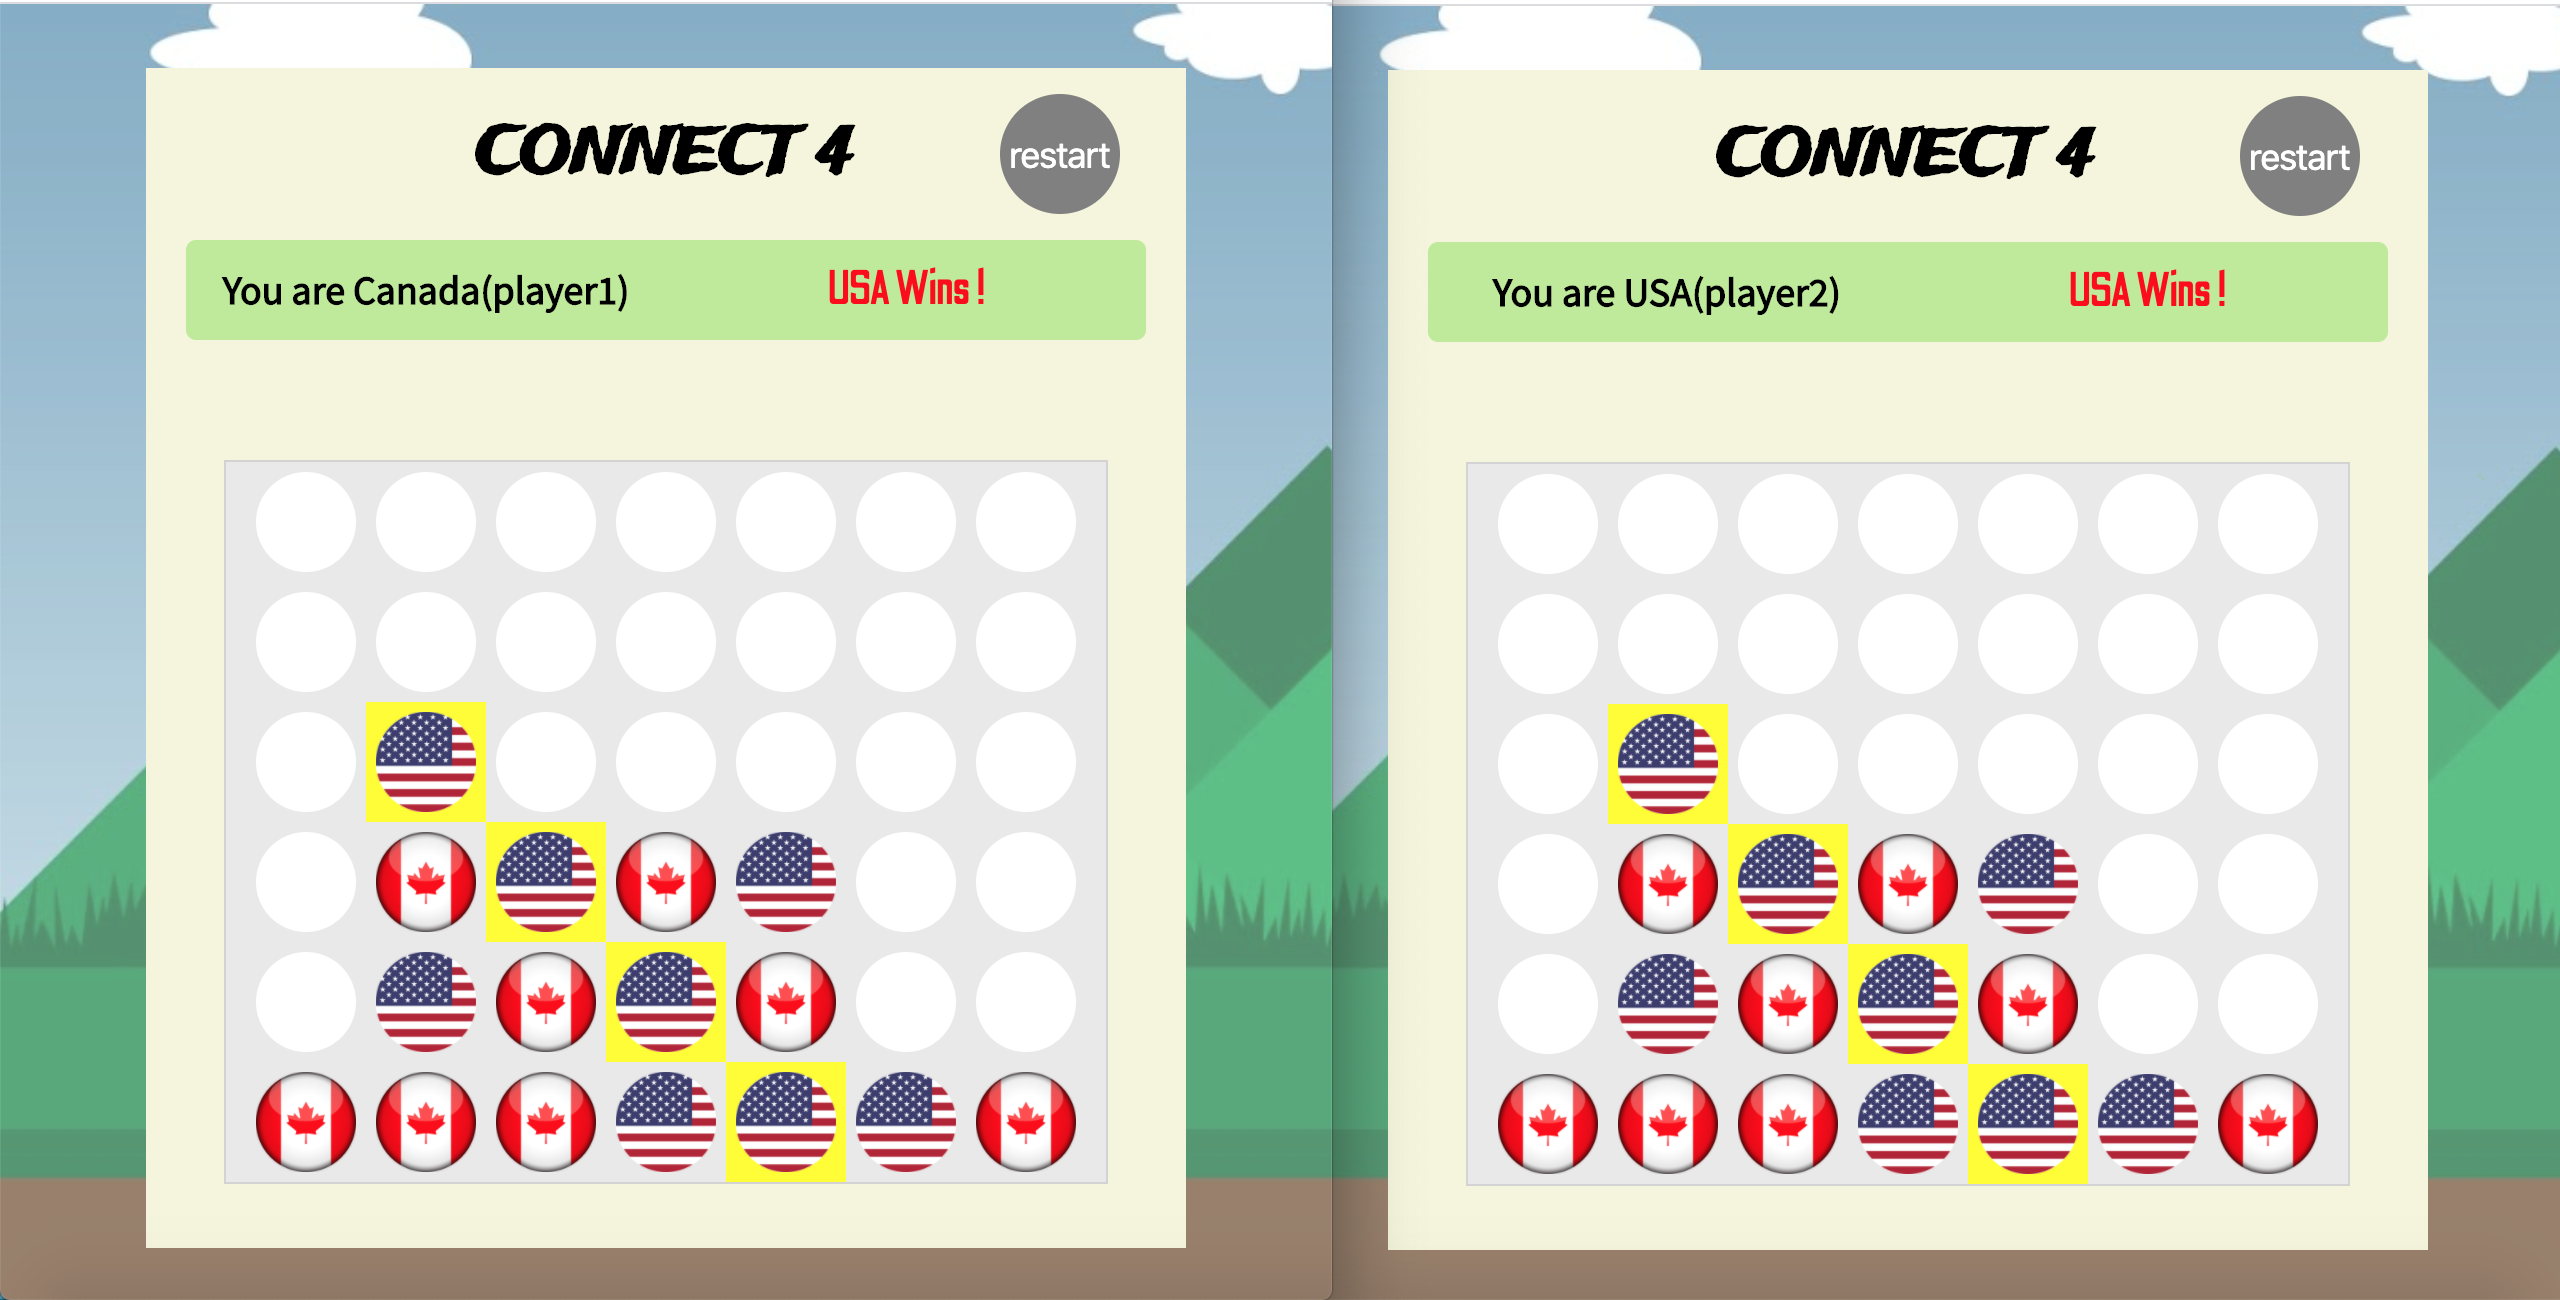 CONNECT 4
restart
You are Canada(player1)
USA Wins !
CONNECT 4
restart
You are USA(player2)
USA Wins !